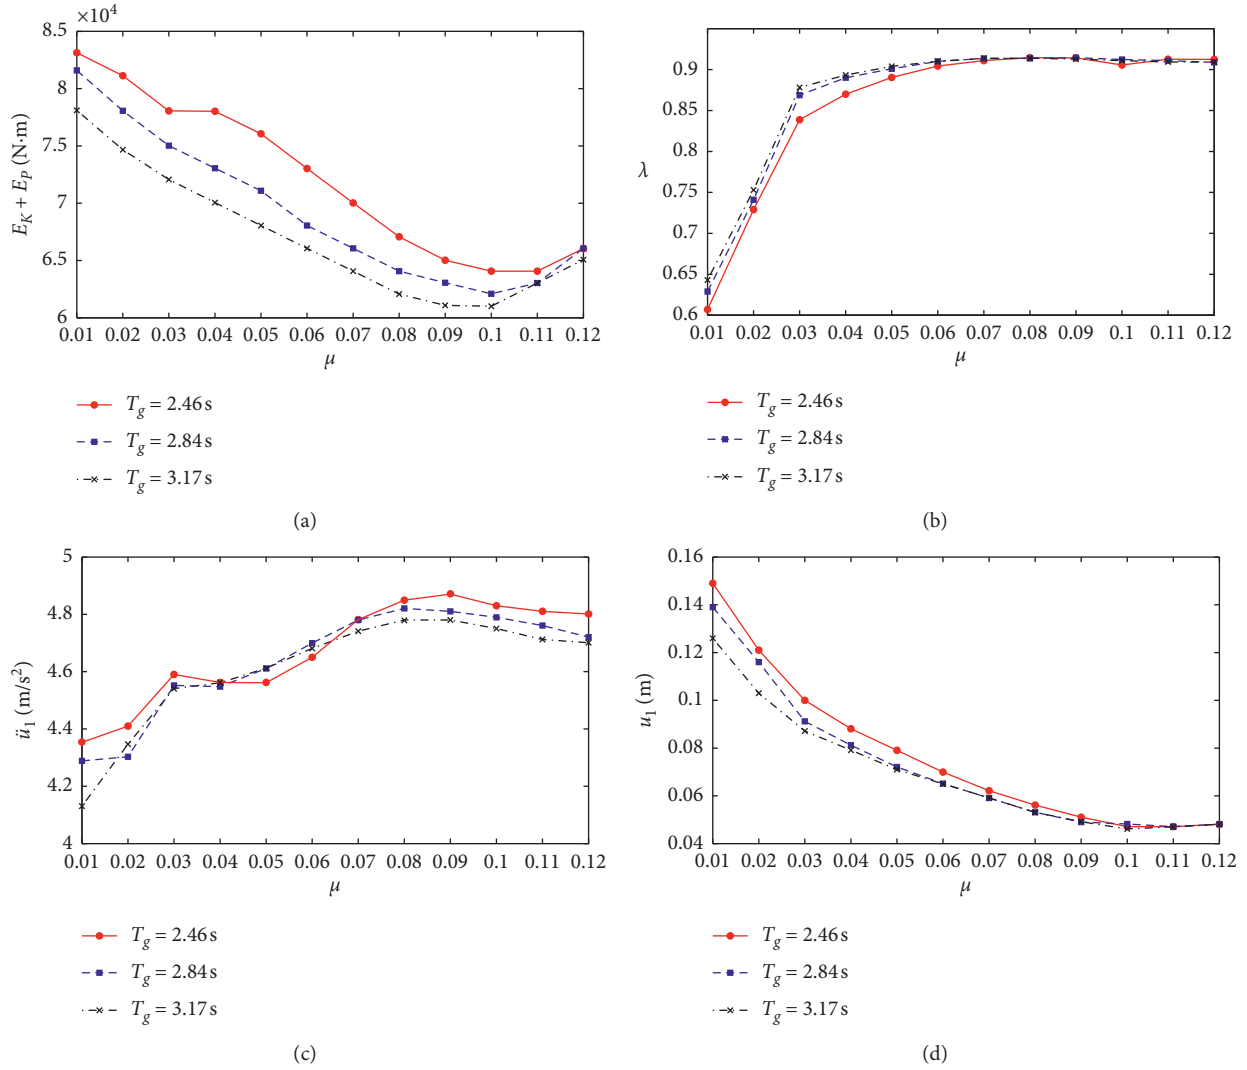 ×10⁴
8.5
8
7.5
7
6.5
6
E_K + E_P (N·m)
0.01 0.02 0.03 0.04 0.05 0.06 0.07 0.08 0.09 0.1 0.11 0.12
μ
T_g = 2.46 s
T_g = 2.84 s
T_g = 3.17 s
(a)
0.9
0.85
0.8
0.75
0.7
0.65
0.6
λ
0.01 0.02 0.03 0.04 0.05 0.06 0.07 0.08 0.09 0.1 0.11 0.12
μ
T_g = 2.46 s
T_g = 2.84 s
T_g = 3.17 s
(b)
5
4.8
4.6
4.4
4.2
4
ü₁ (m/s²)
0.01 0.02 0.03 0.04 0.05 0.06 0.07 0.08 0.09 0.10 0.11 0.12
μ
T_g = 2.46 s
T_g = 2.84 s
T_g = 3.17 s
(c)
0.16
0.14
0.12
0.1
0.08
0.06
0.04
u₁ (m)
0.01 0.02 0.03 0.04 0.05 0.06 0.07 0.08 0.09 0.1 0.11 0.12
μ
T_g = 2.46 s
T_g = 2.84 s
T_g = 3.17 s
(d)